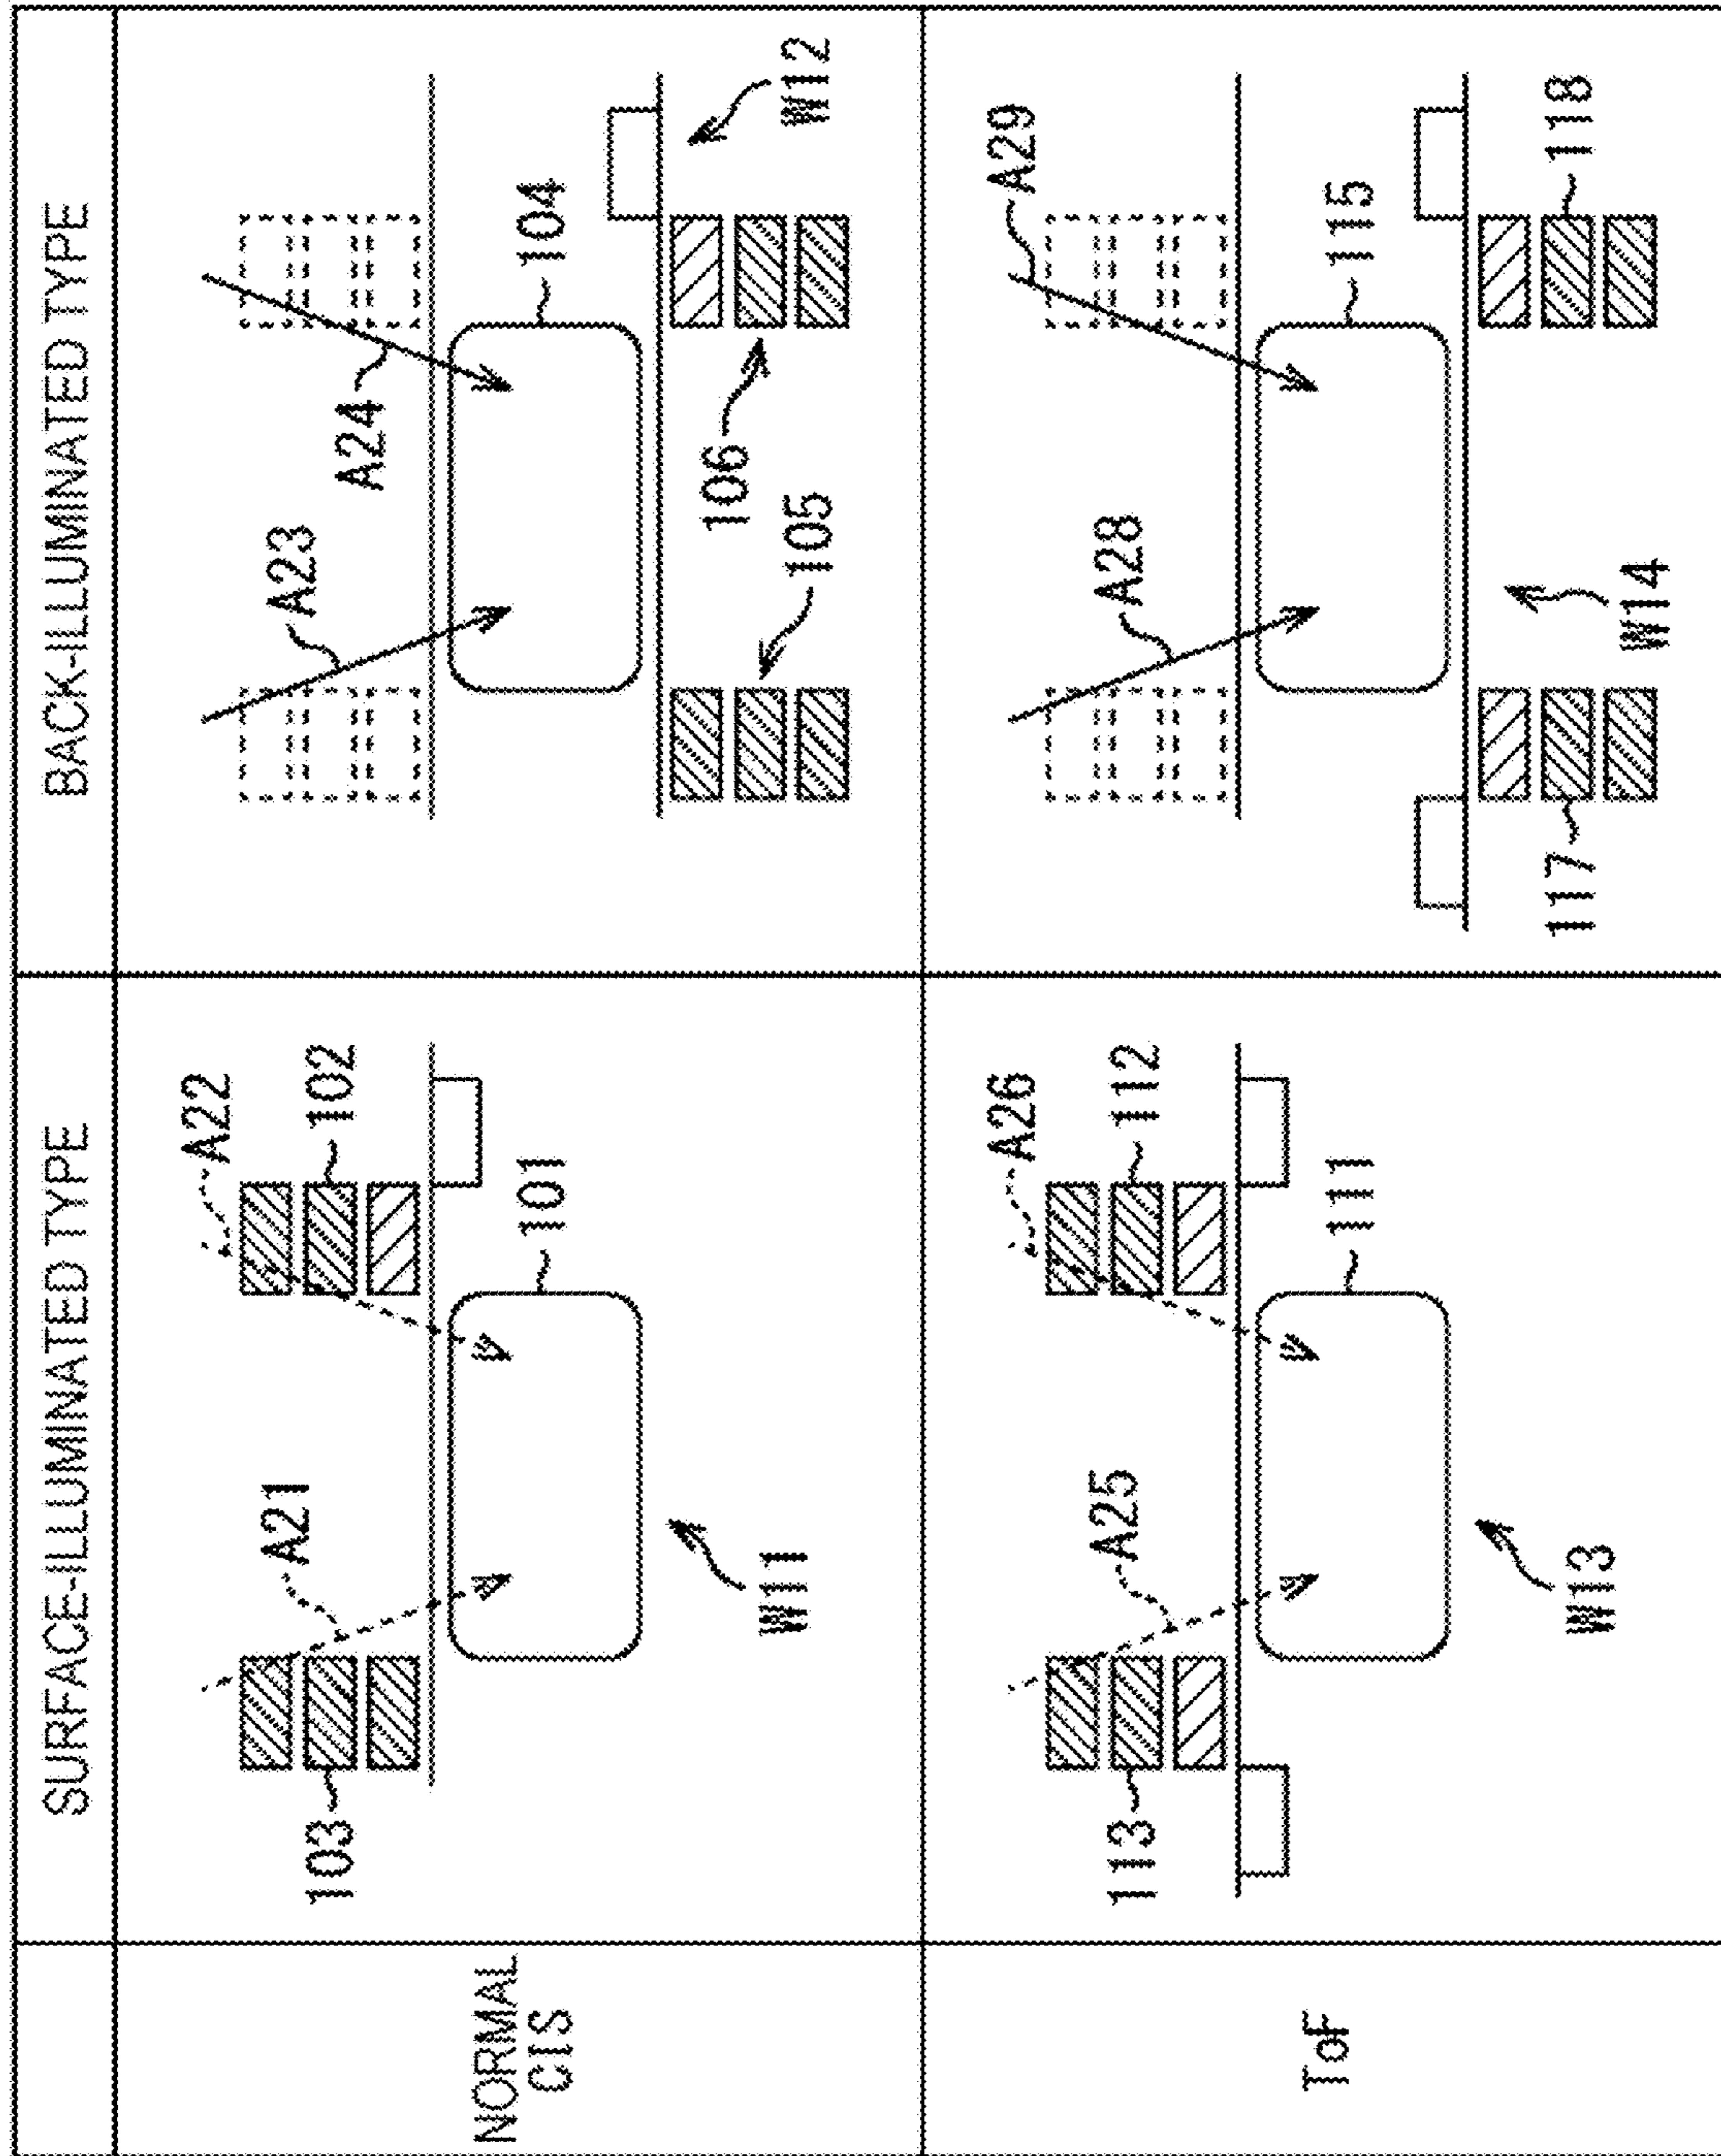 SURFACE-ILLUMINATED TYPE
BACK-ILLUMINATED TYPE
NORMAL
CIS
A22
A21
103
102
101
W11
A23
A24
104
106
105
W12
ToF
A26
A25
113
112
111
W13
A28
A29
115
117
118
W14